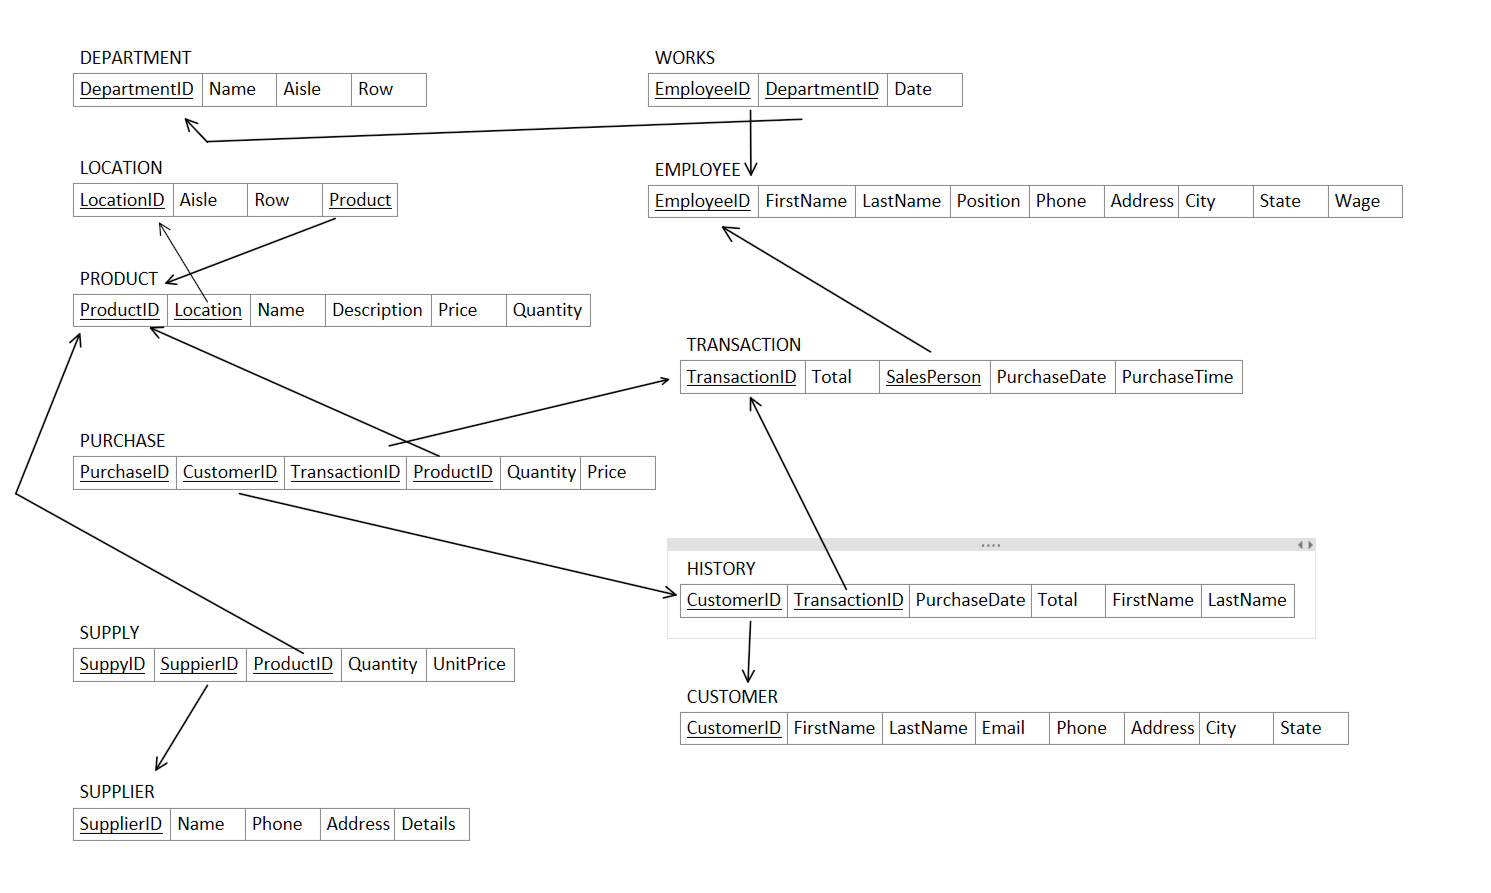 DEPARTMENT
DepartmentID Name Aisle Row
WORKS
EmployeeID DepartmentID Date
LOCATION
LocationID Aisle Row Product
EMPLOYEE
EmployeeID FirstName LastName Position Phone Address City State Wage
PRODUCT
ProductID Location Name Description Price Quantity
TRANSACTION
TransactionID Total SalesPerson PurchaseDate PurchaseTime
PURCHASE
PurchaseID CustomerID TransactionID ProductID Quantity Price
HISTORY
CustomerID TransactionID PurchaseDate Total FirstName LastName
SUPPLY
SuppyID SuppierID ProductID Quantity UnitPrice
CUSTOMER
CustomerID FirstName LastName Email Phone Address City State
SUPPLIER
SupplierID Name Phone Address Details